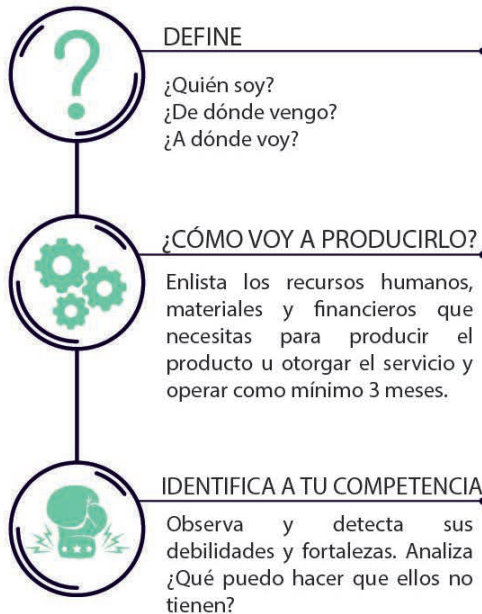 DEFINE
¿Quién soy?
¿De dónde vengo?
¿A dónde voy?
¿CÓMO VOY A PRODUCIRLO?
Enlista los recursos humanos,
materiales y financieros que
necesitas para producir el
producto u otorgar el servicio y
operar como mínimo 3 meses.
IDENTIFICA A TU COMPETENCIA
Observa y detecta sus
debilidades y fortalezas. Analiza
¿Qué puedo hacer que ellos no
tienen?